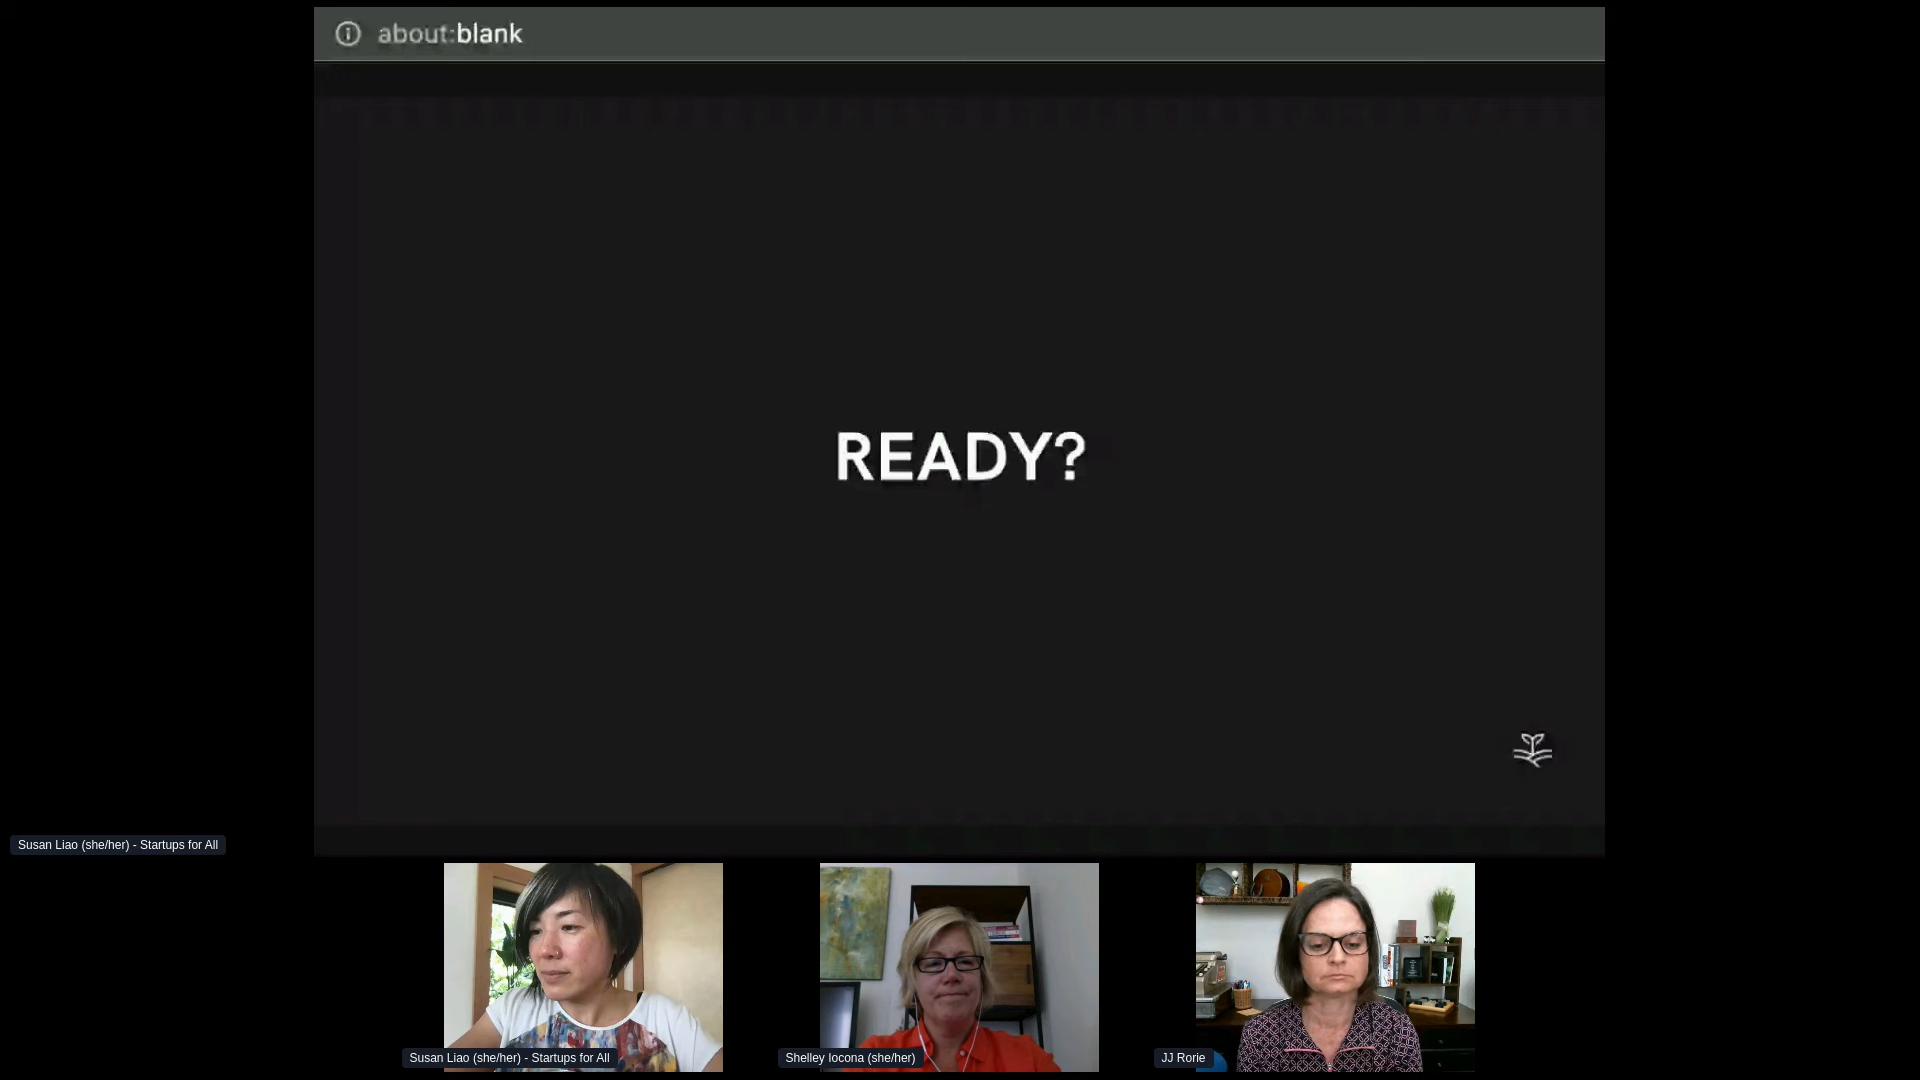 about:blank
READY?
Susan Liao (she/her) - Startups for All
Susan Liao (she/her) - Startups for All
Shelley Iocona (she/her)
JJ Rorie